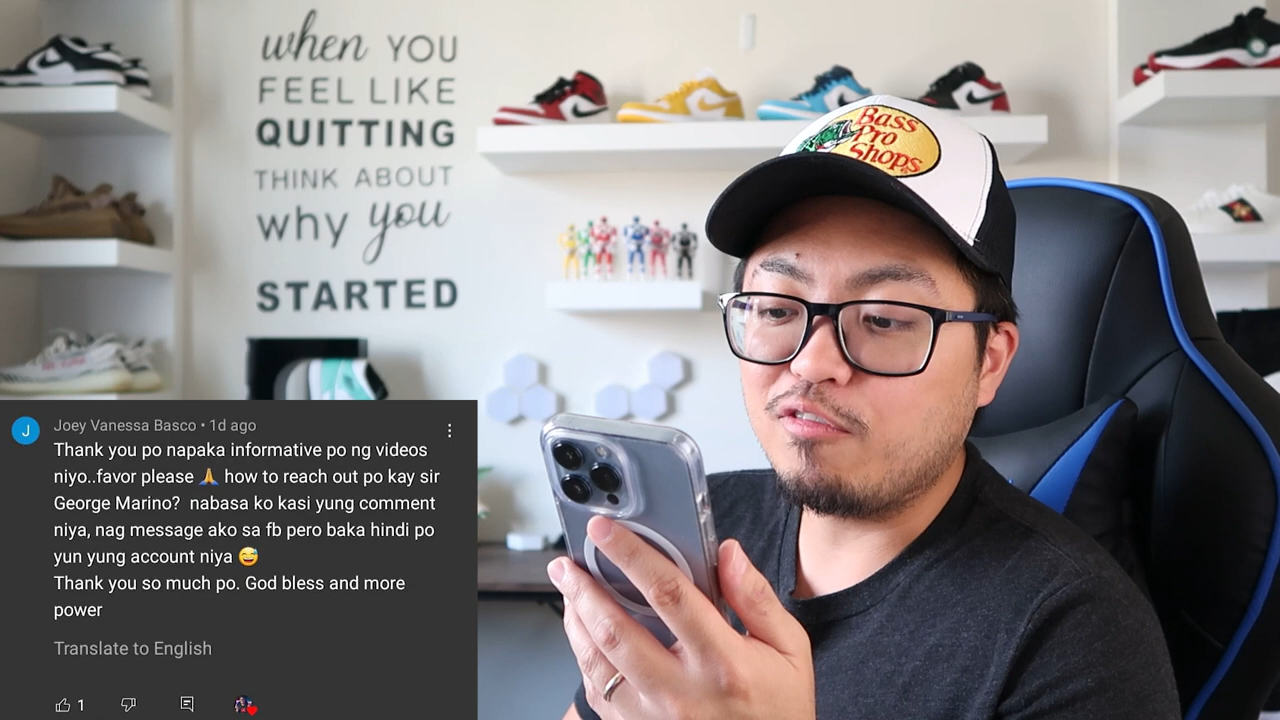 when YOU
FEEL LIKE
QUITTING
THINK ABOUT
why you
STARTED
Bass
Pro
Shops
J
Joey Vanessa Basco • 1d ago
Thank you po napaka informative po ng videos
niyo..favor please 🙏 how to reach out po kay sir
George Marino? nabasa ko kasi yung comment
niya, nag message ako sa fb pero baka hindi po
yun yung account niya 😅
Thank you so much po. God bless and more
power
Translate to English
1